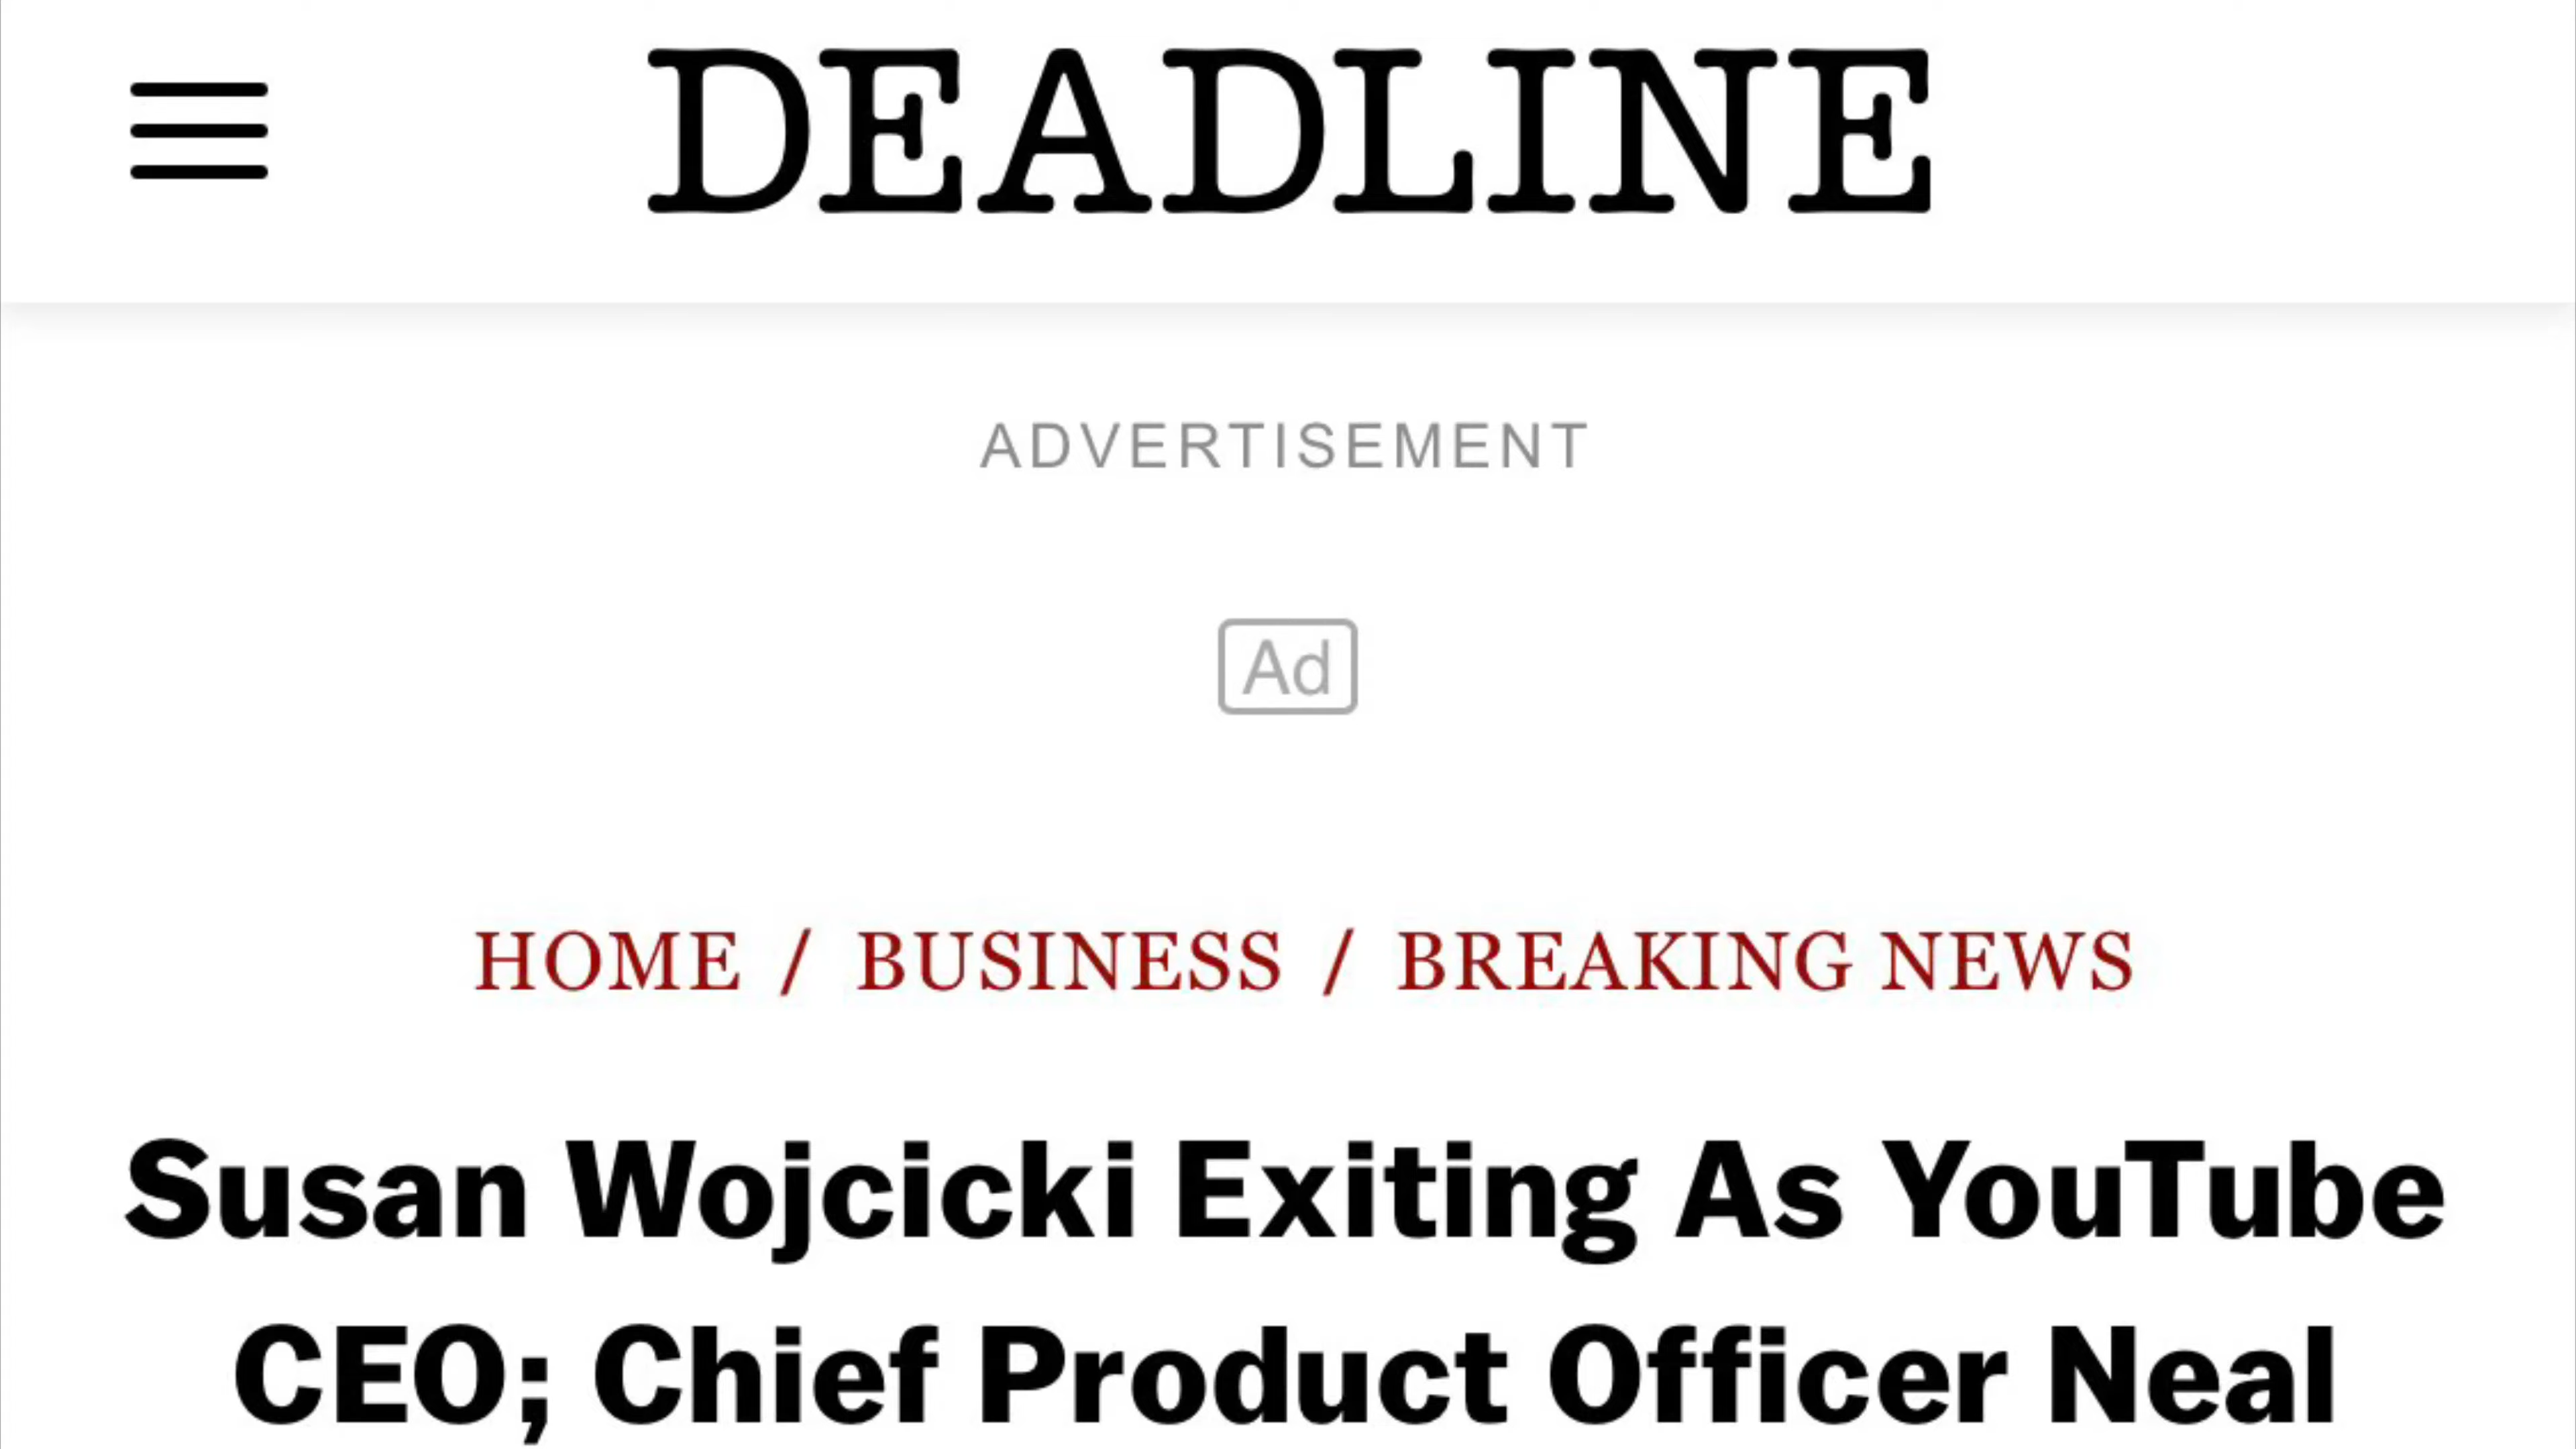 DEADLINE
ADVERTISEMENT
Ad
HOME / BUSINESS / BREAKING NEWS
Susan Wojcicki Exiting As YouTube
CEO; Chief Product Officer Neal